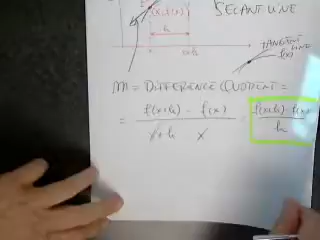 (x, f(x))
SECANT LINE
h
x+h
TANGENT
LINE
f(x)
m = DIFFERENCE QUOTIENT =
= f(x+h) - f(x) / x+h x = f(x+h) - f(x) / h